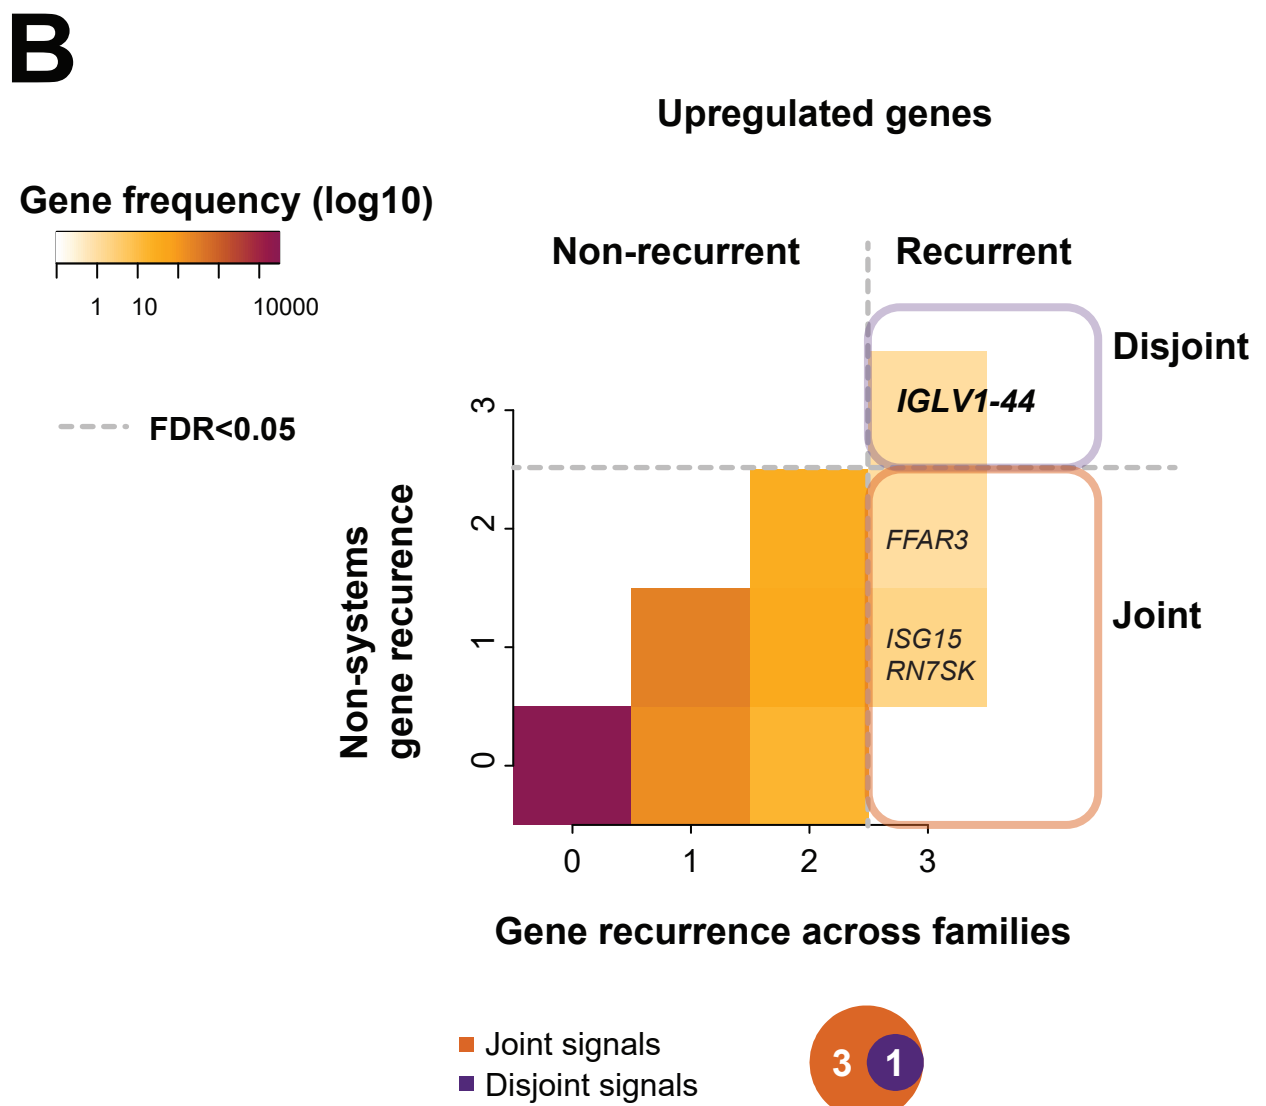 B
Upregulated genes
Gene frequency (log10)
1 10 10000
FDR<0.05
Non-recurrent
Recurrent
Disjoint
IGLV1-44
FFAR3
ISG15
RN7SK
Joint
Non-systems
gene recurence
3
2
1
0
0 1 2 3
Gene recurrence across families
Joint signals
Disjoint signals
3 1